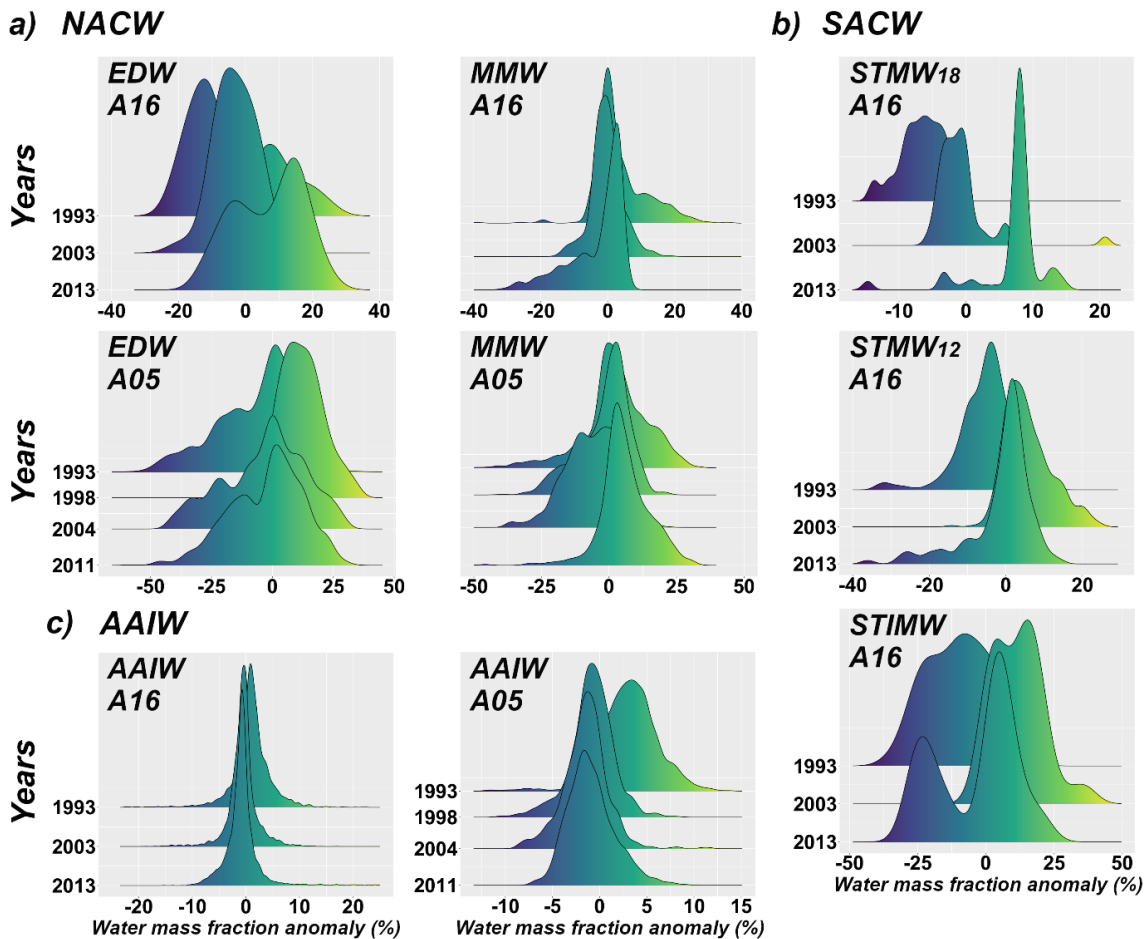 a) NACW
b) SACW
EDW
A16
Years
1993
2003
2013
-40 -20 0 20 40
MMW
A16
-40 -20 0 20 40
STMW18
A16
1993
2003
2013
-10 0 10 20
EDW
A05
Years
1993
1998
2004
2011
-50 -25 0 25 50
MMW
A05
-50 -25 0 25 50
STMW12
A16
1993
2003
2013
-40 -20 0 20
c) AAIW
AAIW
A16
Years
1993
2003
2013
-20 -10 0 10 20
Water mass fraction anomaly (%)
AAIW
A05
1993
1998
2004
2011
-10 -5 0 5 10 15
Water mass fraction anomaly (%)
STIMW
A16
1993
2003
2013
-50 -25 0 25 50
Water mass fraction anomaly (%)